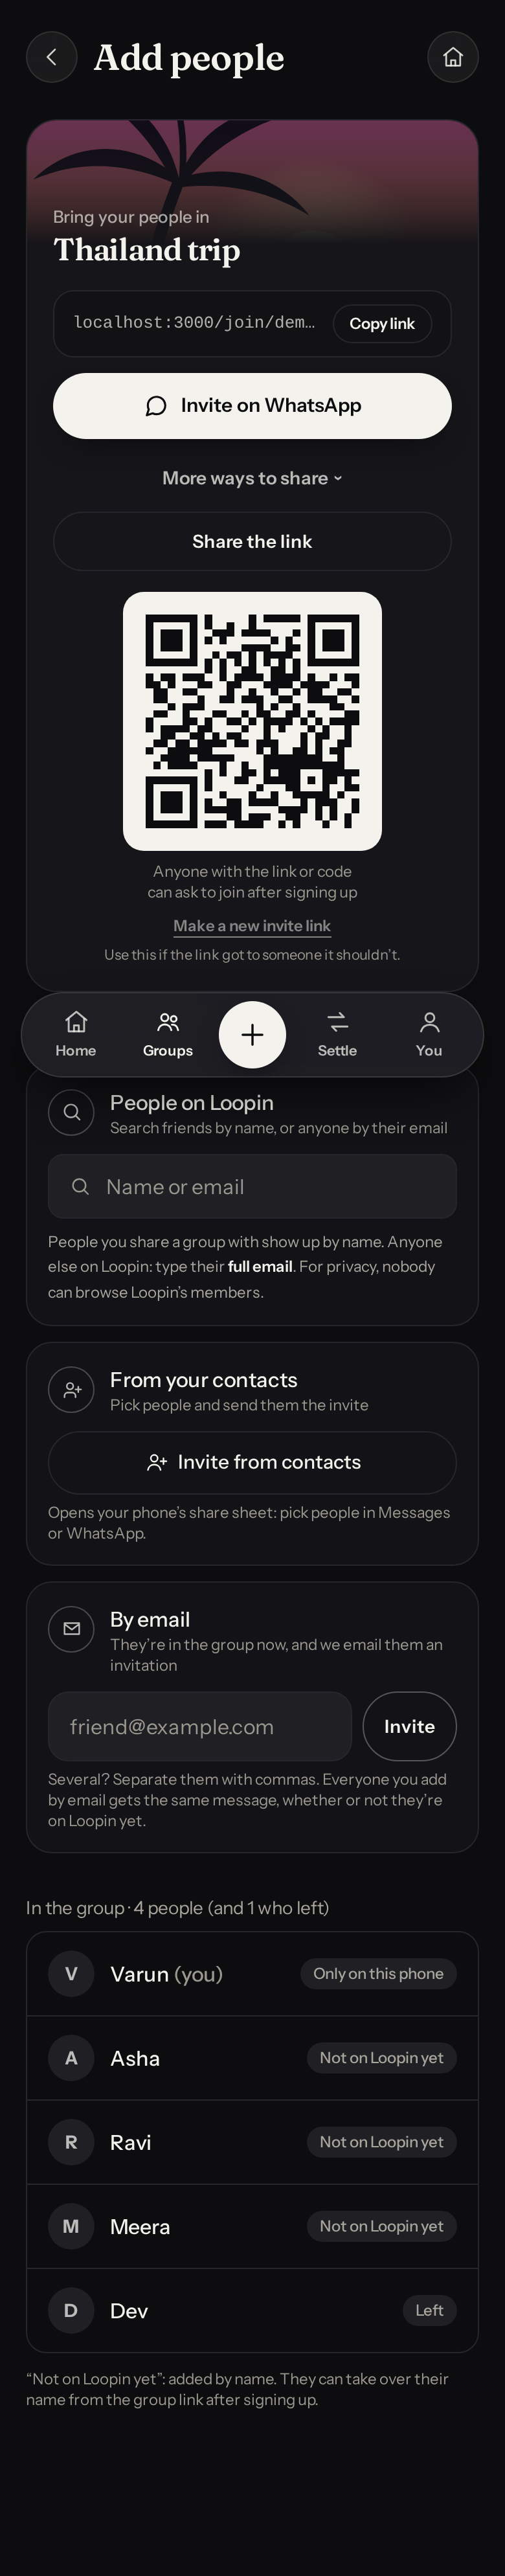 Add people
Bring your people in
Thailand trip
localhost:3000/join/dem…
Copy link
Invite on WhatsApp
More ways to share
Share the link
Anyone with the link or code
can ask to join after signing up
Make a new invite link
Use this if the link got to someone it shouldn’t.
Home
Groups
Settle
You
People on Loopin
Search friends by name, or anyone by their email
Name or email
People you share a group with show up by name. Anyone
else on Loopin: type their full email. For privacy, nobody
can browse Loopin’s members.
From your contacts
Pick people and send them the invite
Invite from contacts
Opens your phone’s share sheet: pick people in Messages
or WhatsApp.
By email
They’re in the group now, and we email them an
invitation
friend@example.com
Invite
Several? Separate them with commas. Everyone you add
by email gets the same message, whether or not they’re
on Loopin yet.
In the group · 4 people (and 1 who left)
V
Varun (you)
Only on this phone
A
Asha
Not on Loopin yet
R
Ravi
Not on Loopin yet
M
Meera
Not on Loopin yet
D
Dev
Left
“Not on Loopin yet”: added by name. They can take over their
name from the group link after signing up.